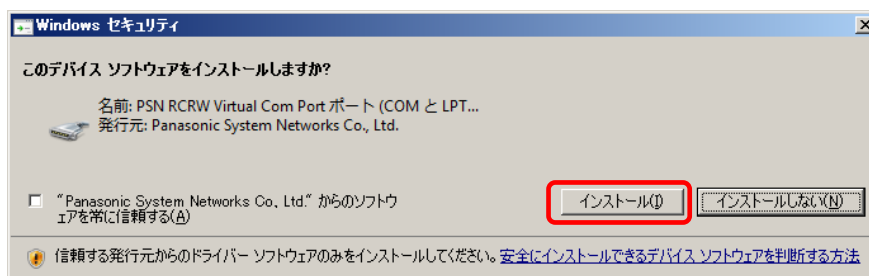 Windows セキュリティ
このデバイス ソフトウェアをインストールしますか?
名前: PSN RCRW Virtual Com Port ポート (COM と LPT...
発行元: Panasonic System Networks Co., Ltd.
"Panasonic System Networks Co., Ltd." からのソフトウ
ェアを常に信頼する(A)
インストール(I)
インストールしない(N)
信頼する発行元からのドライバー ソフトウェアのみをインストールしてください。安全にインストールできるデバイス ソフトウェアを判断する方法